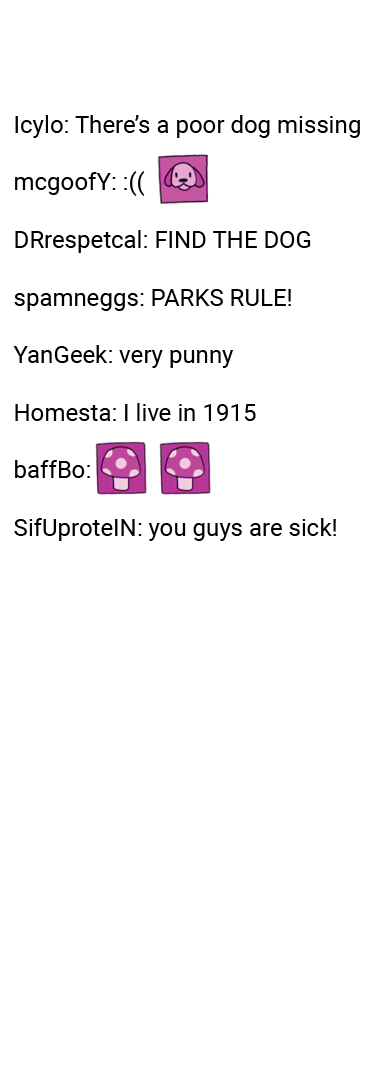 Icylo: There’s a poor dog missing
mcgoofY: :((
DRrespetcal: FIND THE DOG
spamneggs: PARKS RULE!
YanGeek: very punny
Homesta: I live in 1915
baffBo:
SifUproteIN: you guys are sick!